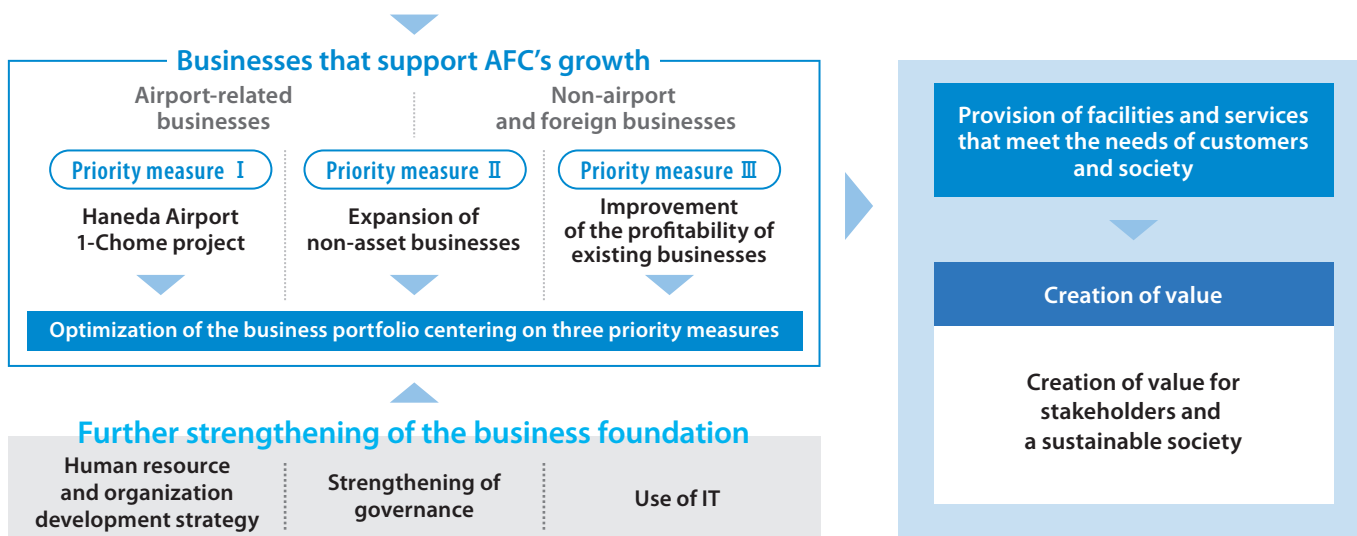 Businesses that support AFC’s growth
Airport-related
businesses
Non-airport
and foreign businesses
Priority measure Ⅰ
Haneda Airport
1-Chome project
Priority measure Ⅱ
Expansion of
non-asset businesses
Priority measure Ⅲ
Improvement
of the profitability of
existing businesses
Optimization of the business portfolio centering on three priority measures
Further strengthening of the business foundation
Human resource
and organization
development strategy
Strengthening of
governance
Use of IT
Provision of facilities and services
that meet the needs of customers
and society
Creation of value
Creation of value for
stakeholders and
a sustainable society